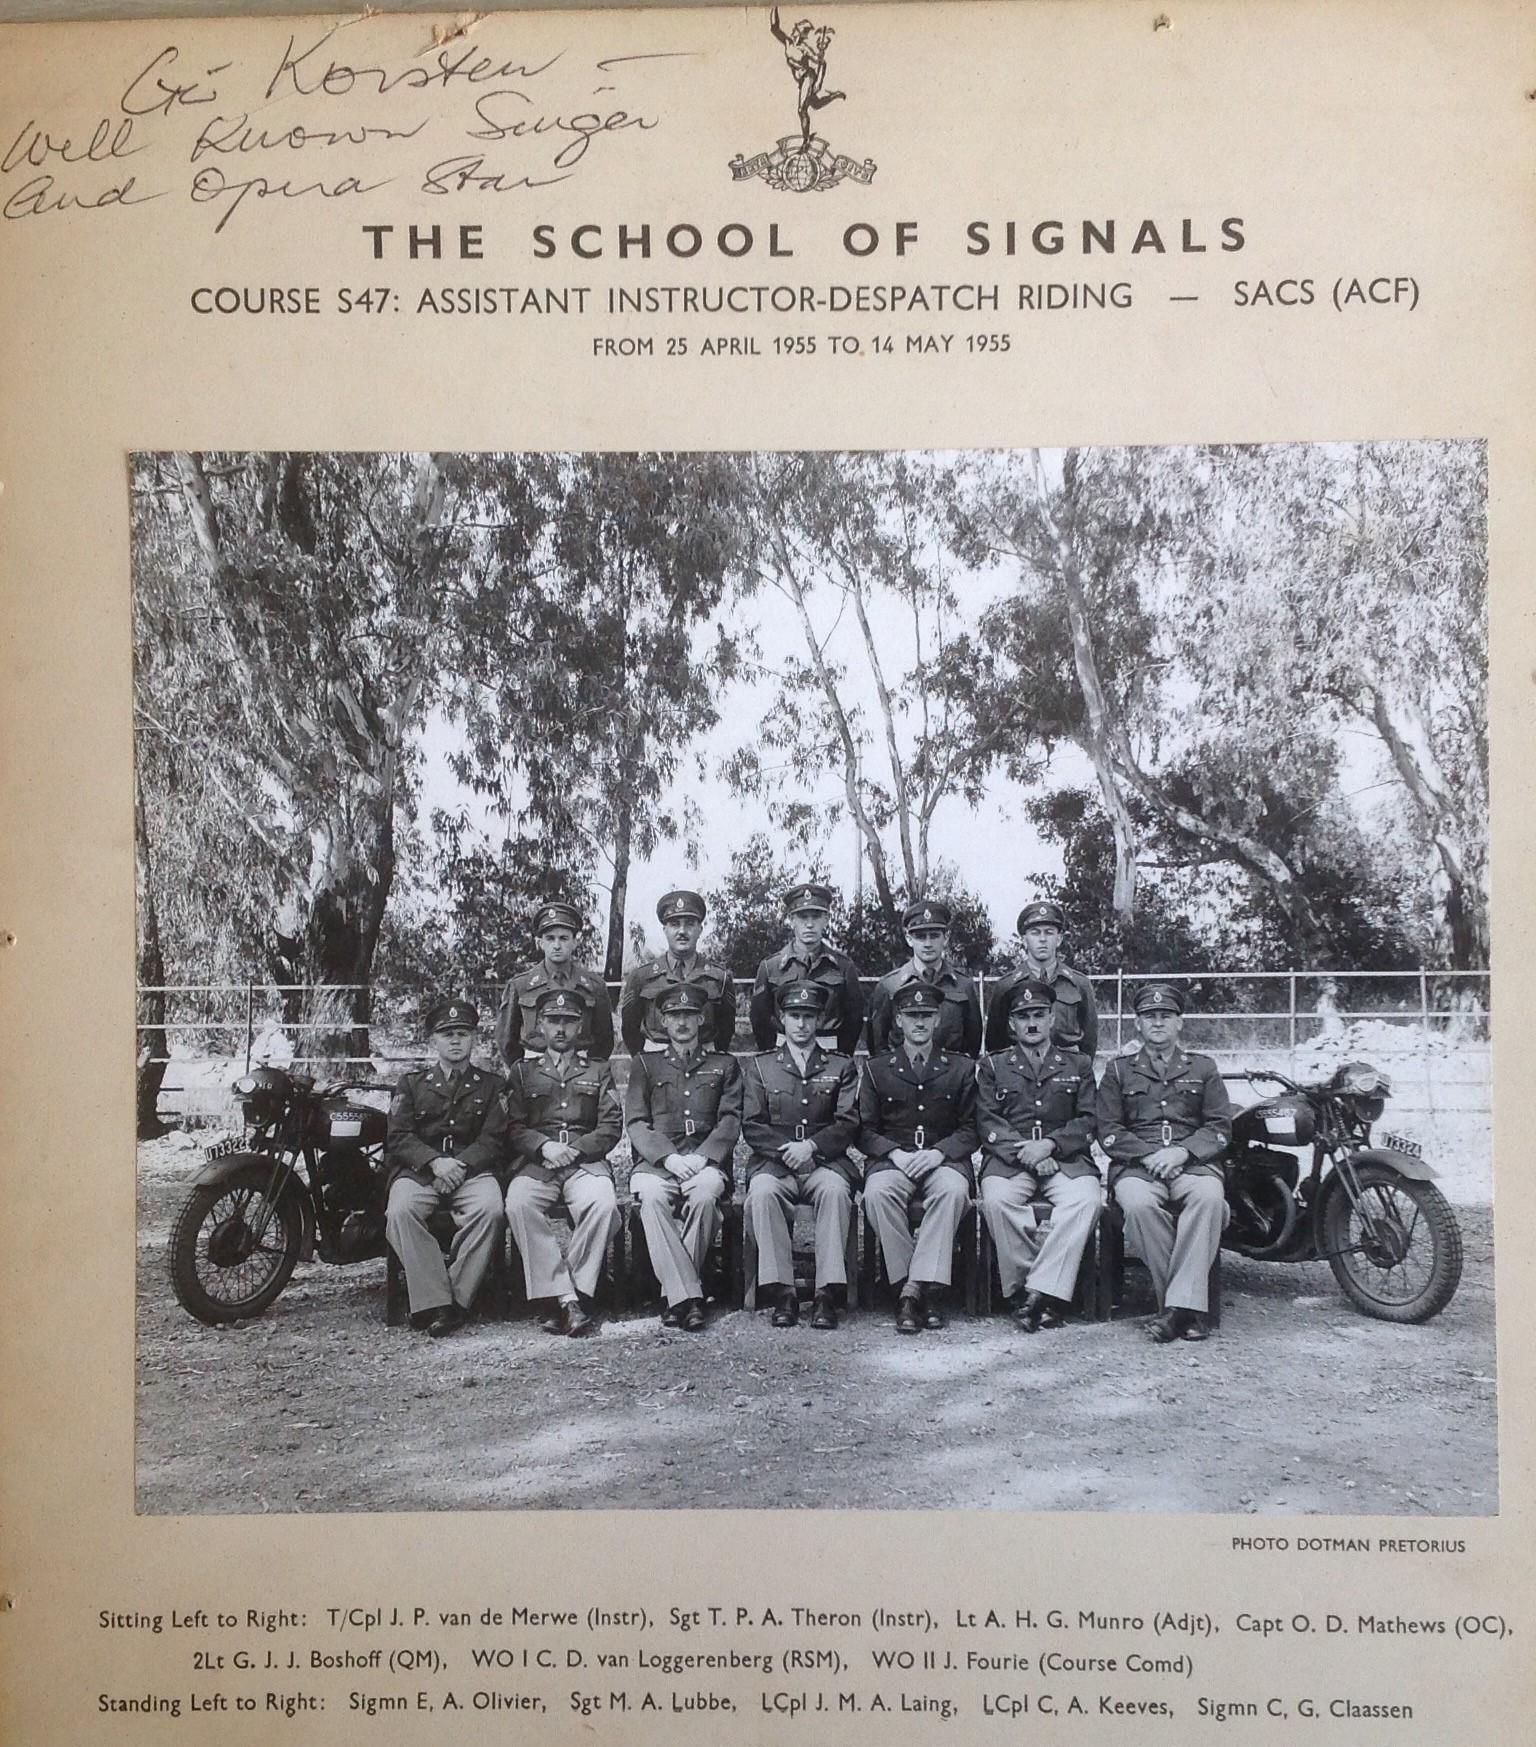 Gé Korsten —
Well Known Singer
and Opera Star
THE SCHOOL OF SIGNALS
COURSE S47: ASSISTANT INSTRUCTOR-DESPATCH RIDING — SACS (ACF)
FROM 25 APRIL 1955 TO 14 MAY 1955
U73324
PHOTO DOTMAN PRETORIUS
Sitting Left to Right: T/Cpl J. P. van de Merwe (Instr), Sgt T. P. A. Theron (Instr), Lt A. H. G. Munro (Adjt), Capt O. D. Mathews (OC),
2Lt G. J. J. Boshoff (QM), WO I C. D. van Loggerenberg (RSM), WO II J. Fourie (Course Comd)
Standing Left to Right: Sigmn E, A. Olivier, Sgt M. A. Lubbe, LCpl J. M. A. Laing, LCpl C, A. Keeves, Sigmn C, G. Claassen